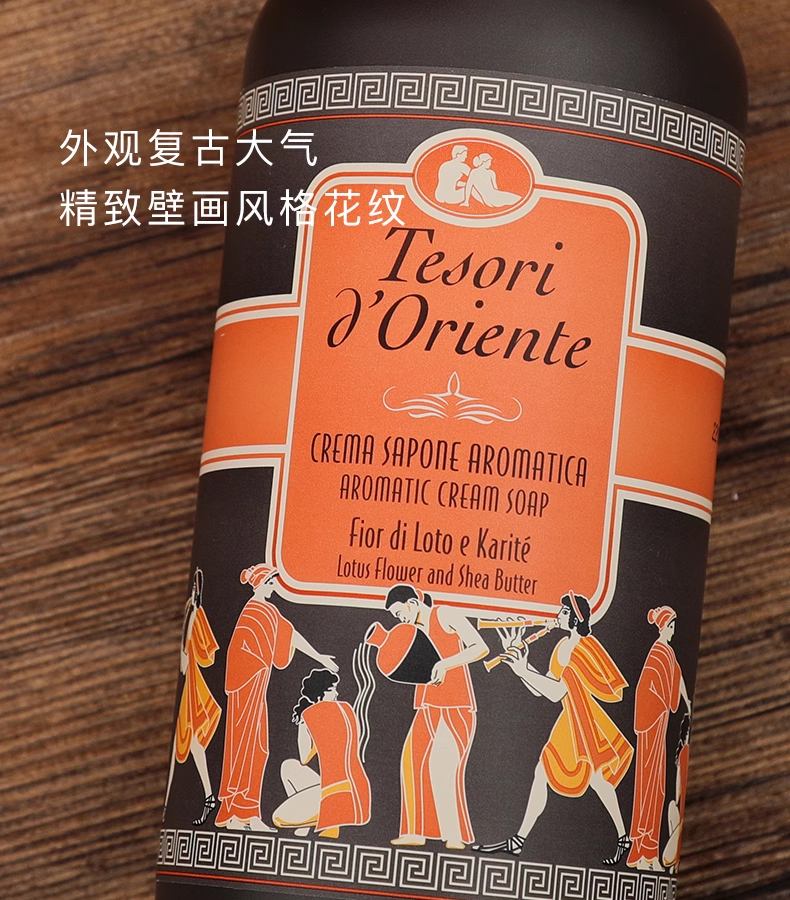 外观复古大气
精致壁画风格花纹
Tesori
d'Oriente
CREMA SAPONE AROMATICA
AROMATIC CREAM SOAP
Fior di Loto e Karité
Lotus Flower and Shea Butter